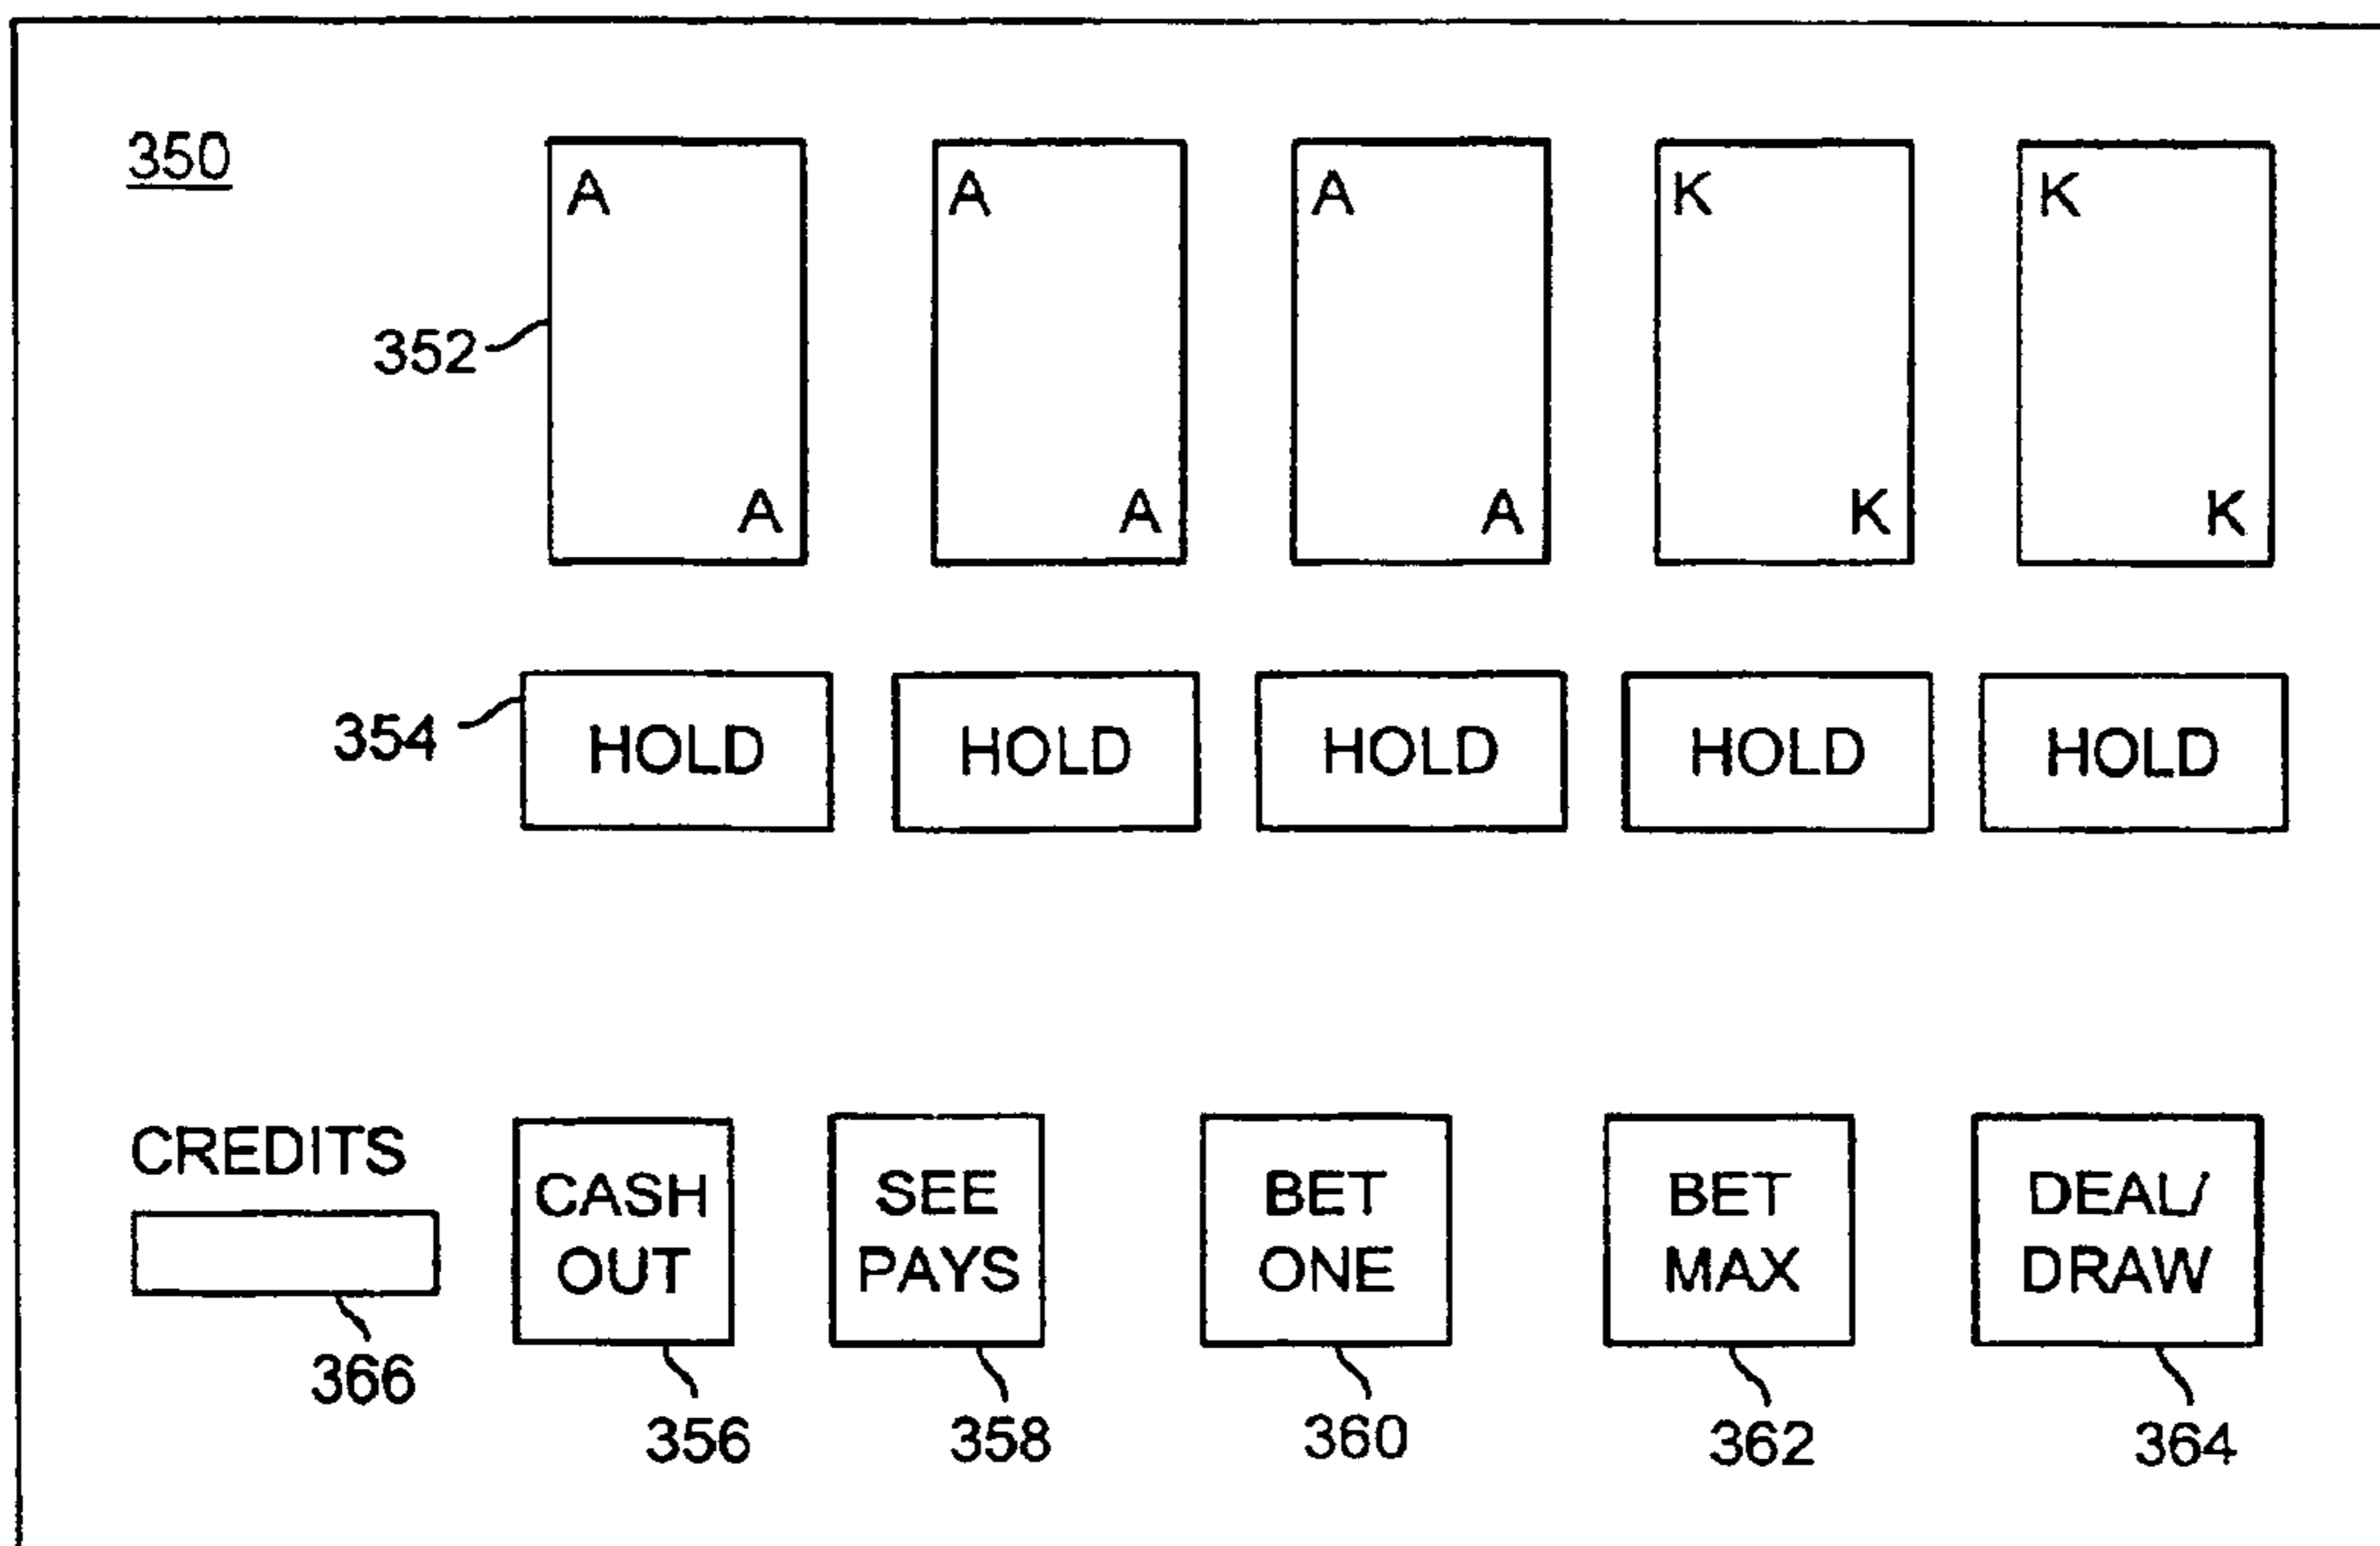 350
A A A K K
352
A A A K K
354 HOLD HOLD HOLD HOLD HOLD
CREDITS
CASH OUT
SEE PAYS
BET ONE
BET MAX
DEAL/ DRAW
366
356 358 360 362 364